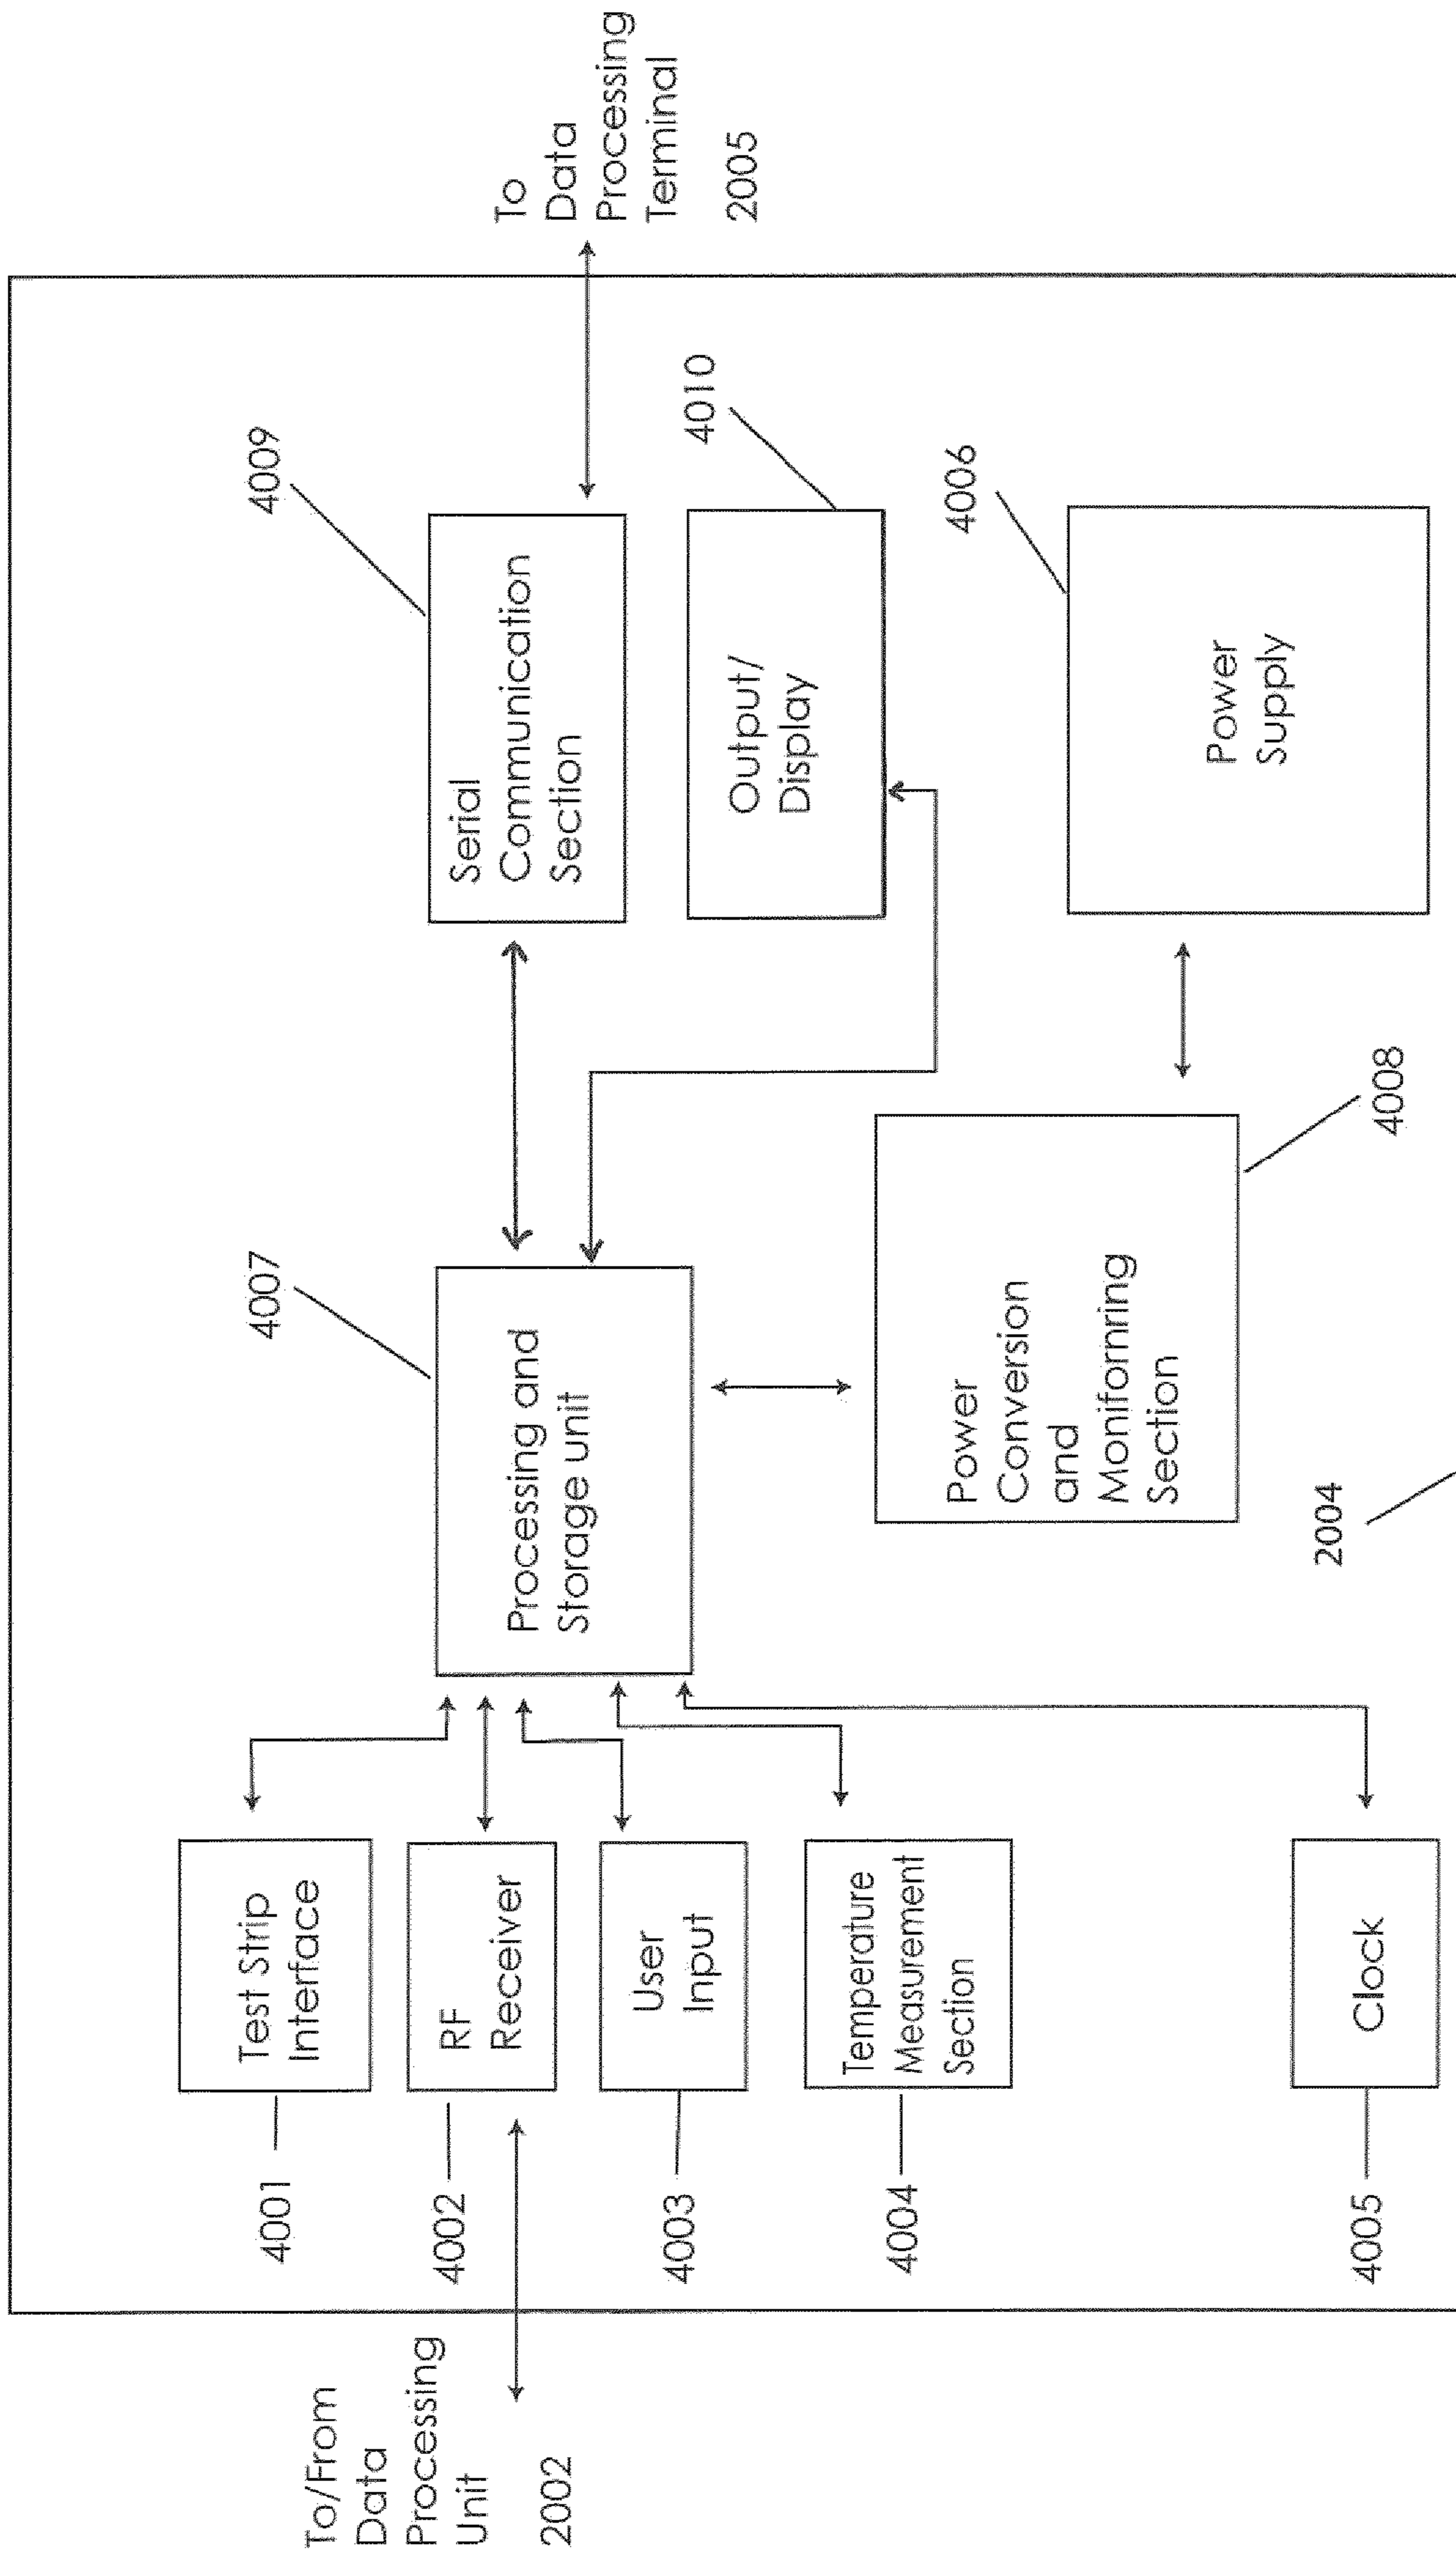 To/From
Data
Processing
Unit
2002
4001
Test Strip
Interface
4002
RF
Receiver
4003
User
Input
4004
Temperature
Measurement
Section
4005
Clock
4007
Processing and
Storage unit
4009
Serial
Communication
Section
4010
Output/
Display
4008
Power
Conversion
and
Monifornring
Section
4006
Power
Supply
2004
To
Data
Processing
Terminal
2005